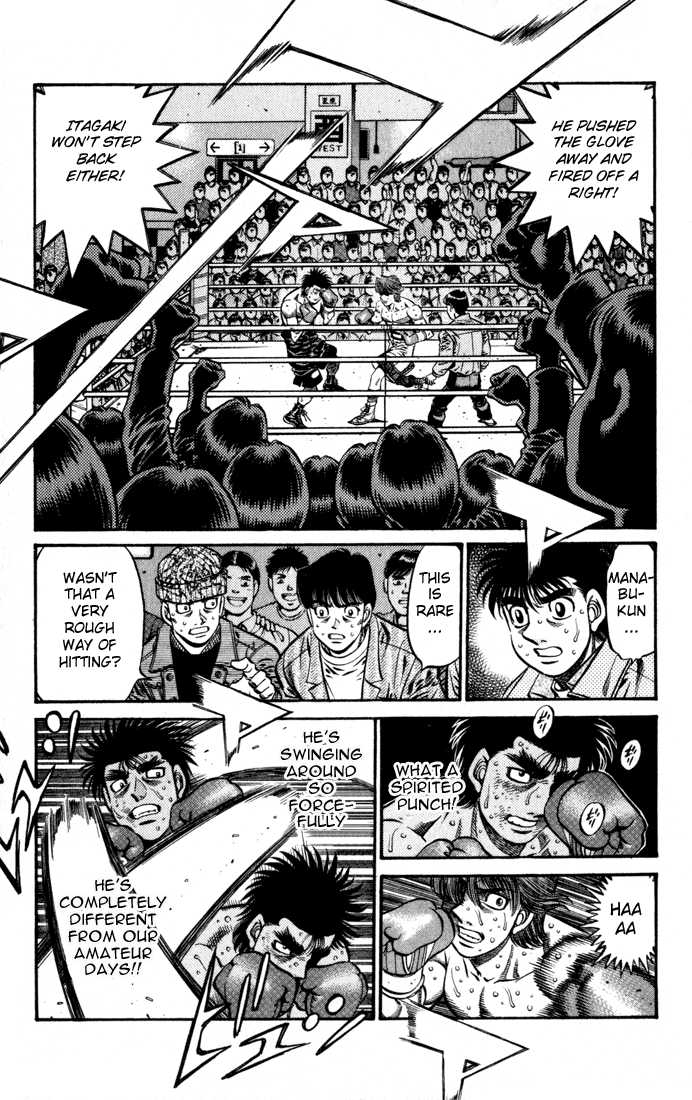 HE PUSHED
THE GLOVE
AWAY AND
FIRED OFF A
RIGHT!
ITAGAKI
WON'T STEP
BACK
EITHER!
西
WEST
MANA-
BU-
KUN
...
THIS
IS
RARE
...
WASN'T
THAT A
VERY
ROUGH
WAY OF
HITTING?
WHAT A
SPIRITED
PUNCH!
HAA
AA
HE'S
SWINGING
AROUND
SO
FORCE-
FULLY
HE'S
COMPLETELY
DIFFERENT
FROM OUR
AMATEUR
DAYS!!